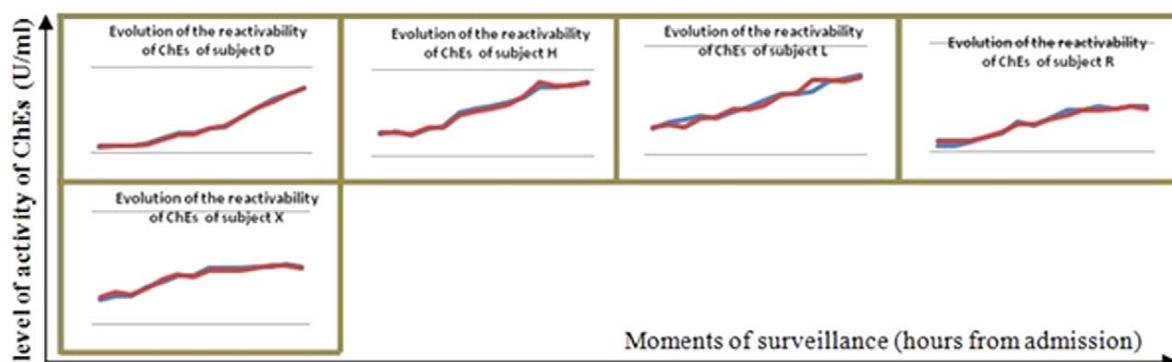 level of activity of ChEs (U/ml)
Evolution of the reactivability
of ChEs of subject D
Evolution of the reactivability
of ChEs of subject H
Evolution of the reactivability
of ChEs of subject L
Evolution of the reactivability
of ChEs of subject R
Evolution of the reactivability
of ChEs of subject X
Moments of surveillance (hours from admission)